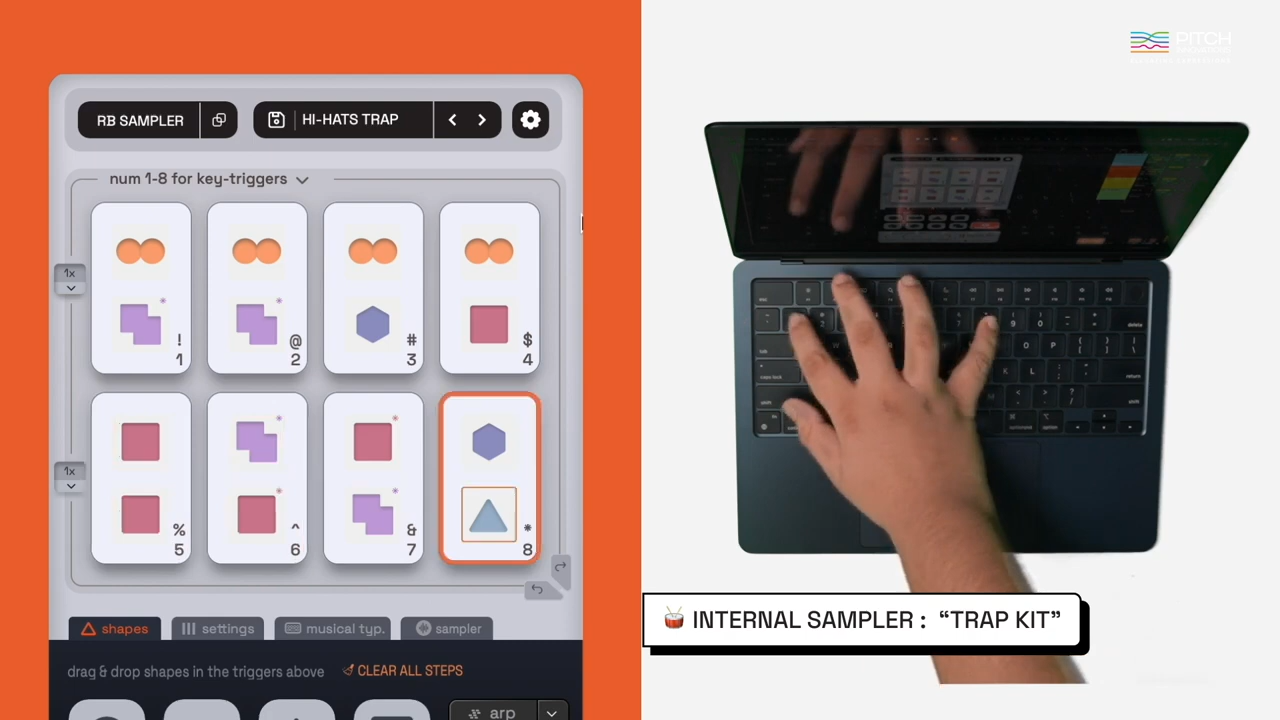 PITCH
INNOVATIONS
RB SAMPLER
HI-HATS TRAP
num 1-8 for key-triggers
1x
!
1
@
2
#
3
$
4
1x
%
5
^
6
&
7
*
8
shapes
settings
musical typ.
sampler
drag & drop shapes in the triggers above
CLEAR ALL STEPS
arp
INTERNAL SAMPLER : “TRAP KIT”